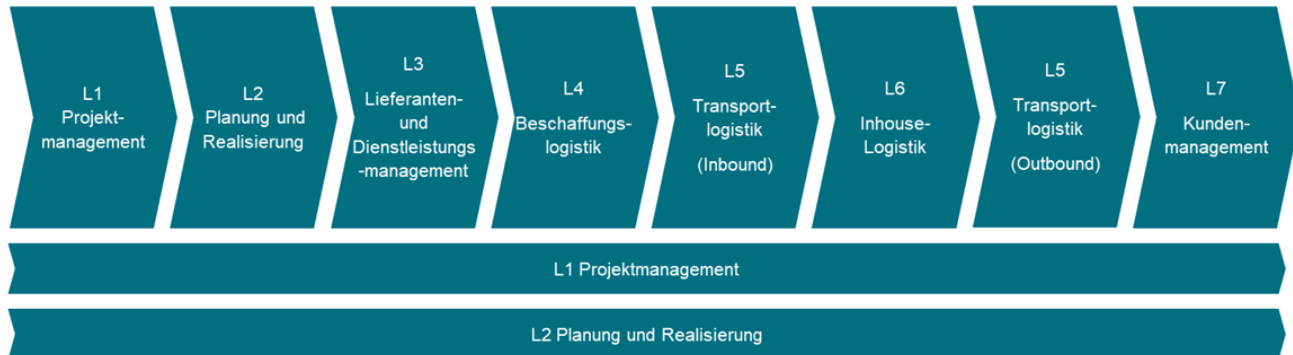 L1
Projekt-
management
L2
Planung und
Realisierung
L3
Lieferanten-
und
Dienstleistungs
-management
L4
Beschaffungs-
logistik
L5
Transport-
logistik
(Inbound)
L6
Inhouse-
Logistik
L5
Transport-
logistik
(Outbound)
L7
Kunden-
management
L1 Projektmanagement
L2 Planung und Realisierung